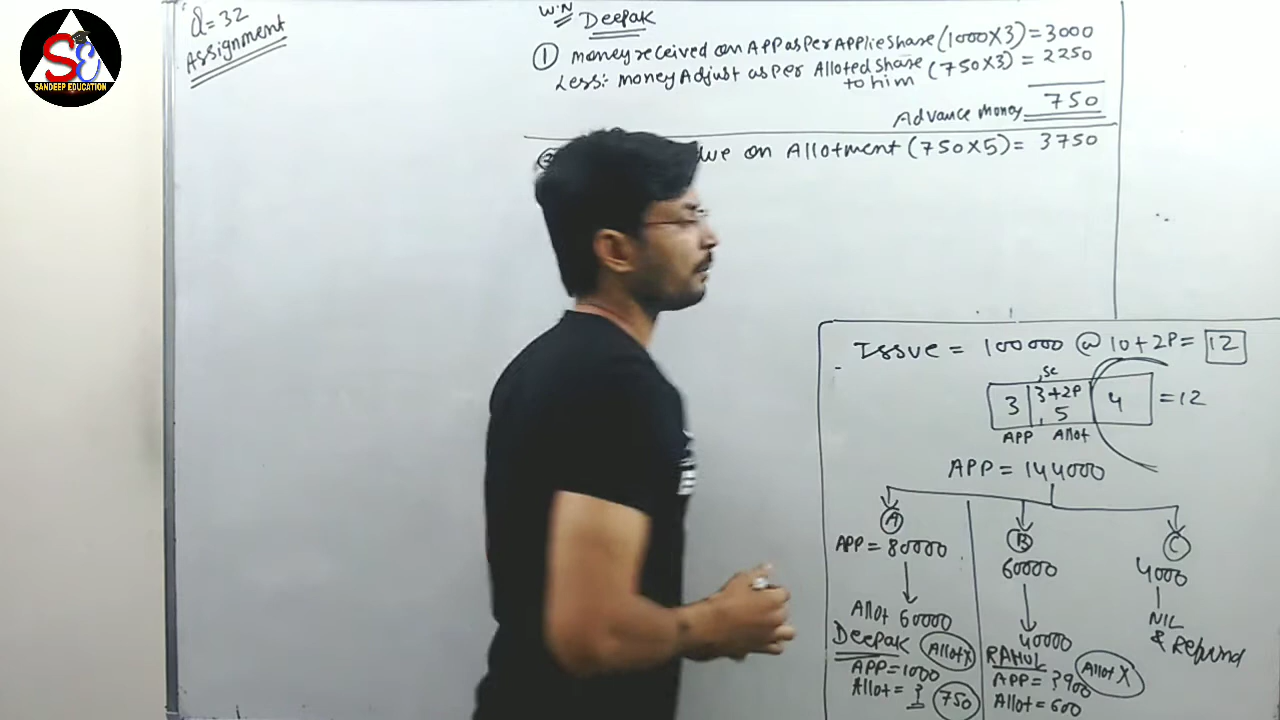 SE
SANDEEP EDUCATION
Q=32
Assignment
W.N Deepak
① Money received on APP as Per Applie Share (1000×3) = 3000
Less: Money Adjust as Per Alloted Share (750×3) = 2250
to him
Advance Money 750
on Allotment (750×5) = 3750
Issue = 100000 @ 10+2P = 12
SC
3 3+2P 4 = 12
5
APP Allot
APP = 144000
A B C
APP = 80000 60000 4000
Allot 60000 40000 NIL & Refund
Deepak Allot X RAHUL Allot X
APP = 1000 APP =
Allot = ? 750 Allot = 600